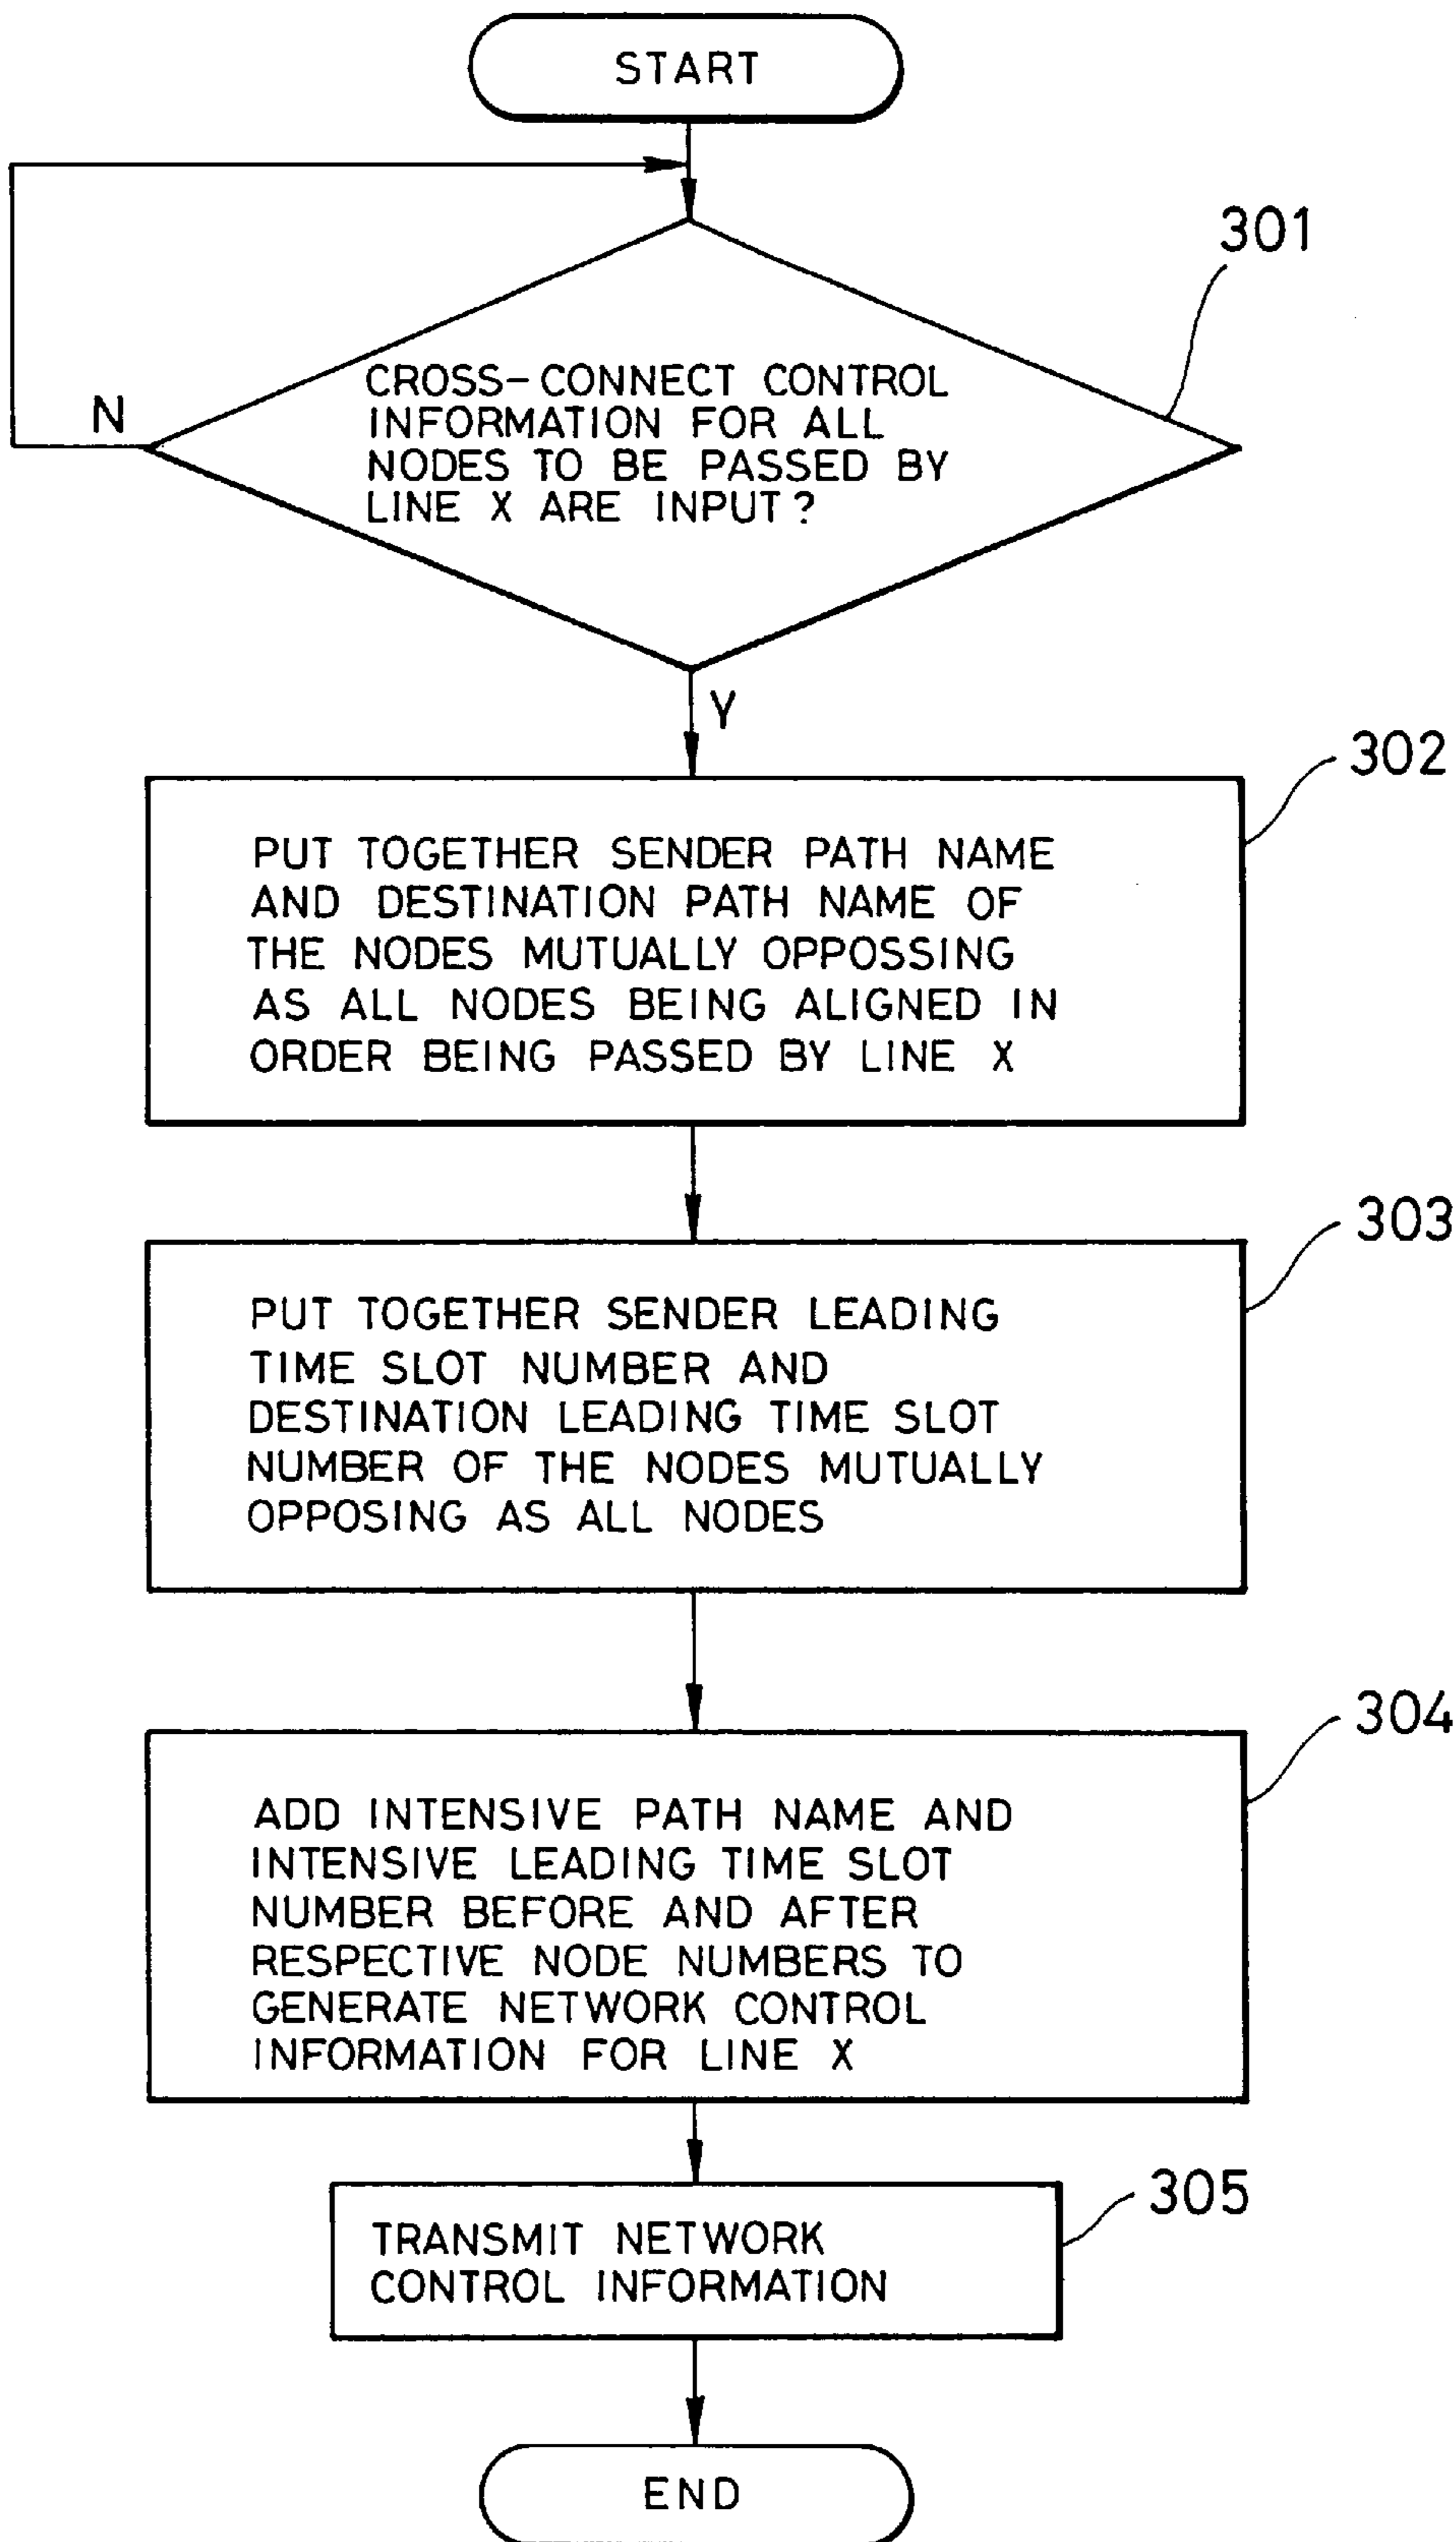 START
301
CROSS-CONNECT CONTROL
INFORMATION FOR ALL
NODES TO BE PASSED BY
LINE X ARE INPUT?
N
Y
302
PUT TOGETHER SENDER PATH NAME
AND DESTINATION PATH NAME OF
THE NODES MUTUALLY OPPOSSING
AS ALL NODES BEING ALIGNED IN
ORDER BEING PASSED BY LINE X
303
PUT TOGETHER SENDER LEADING
TIME SLOT NUMBER AND
DESTINATION LEADING TIME SLOT
NUMBER OF THE NODES MUTUALLY
OPPOSING AS ALL NODES
304
ADD INTENSIVE PATH NAME AND
INTENSIVE LEADING TIME SLOT
NUMBER BEFORE AND AFTER
RESPECTIVE NODE NUMBERS TO
GENERATE NETWORK CONTROL
INFORMATION FOR LINE X
305
TRANSMIT NETWORK
CONTROL INFORMATION
END